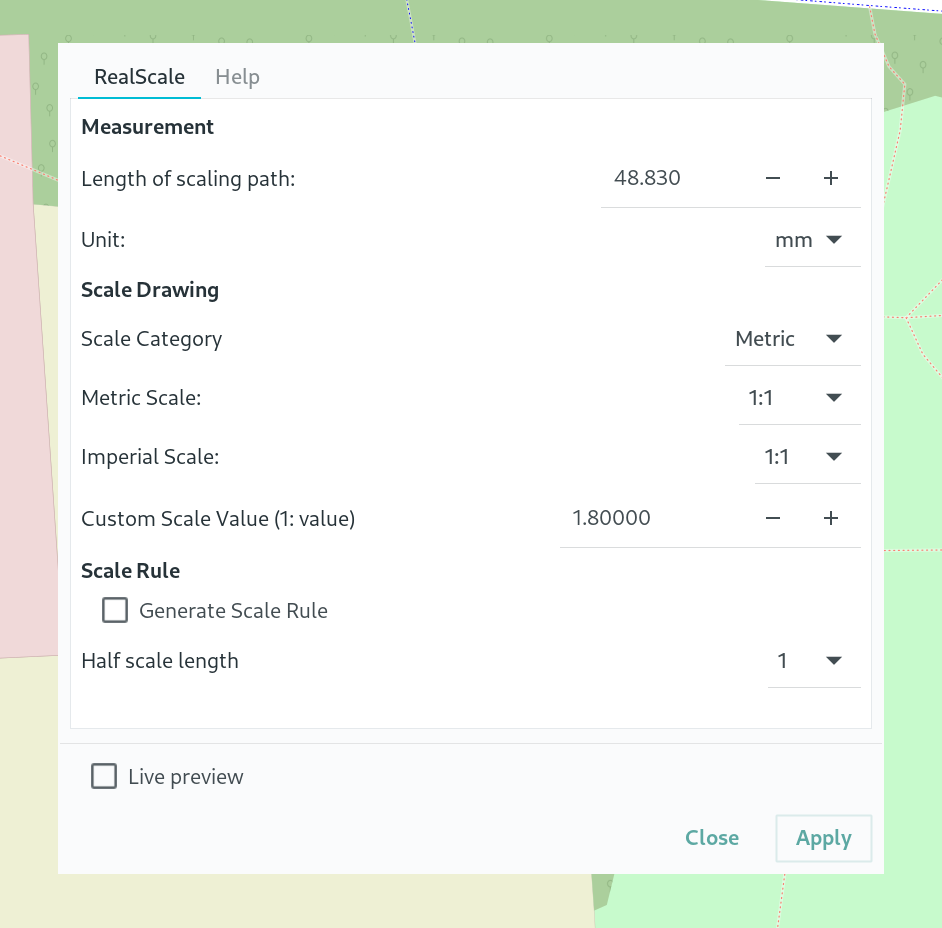 RealScale Help
Measurement
Length of scaling path: 48.830 − +
Unit: mm
Scale Drawing
Scale Category Metric
Metric Scale: 1:1
Imperial Scale: 1:1
Custom Scale Value (1: value) 1.80000 − +
Scale Rule
Generate Scale Rule
Half scale length 1
Live preview
Close Apply